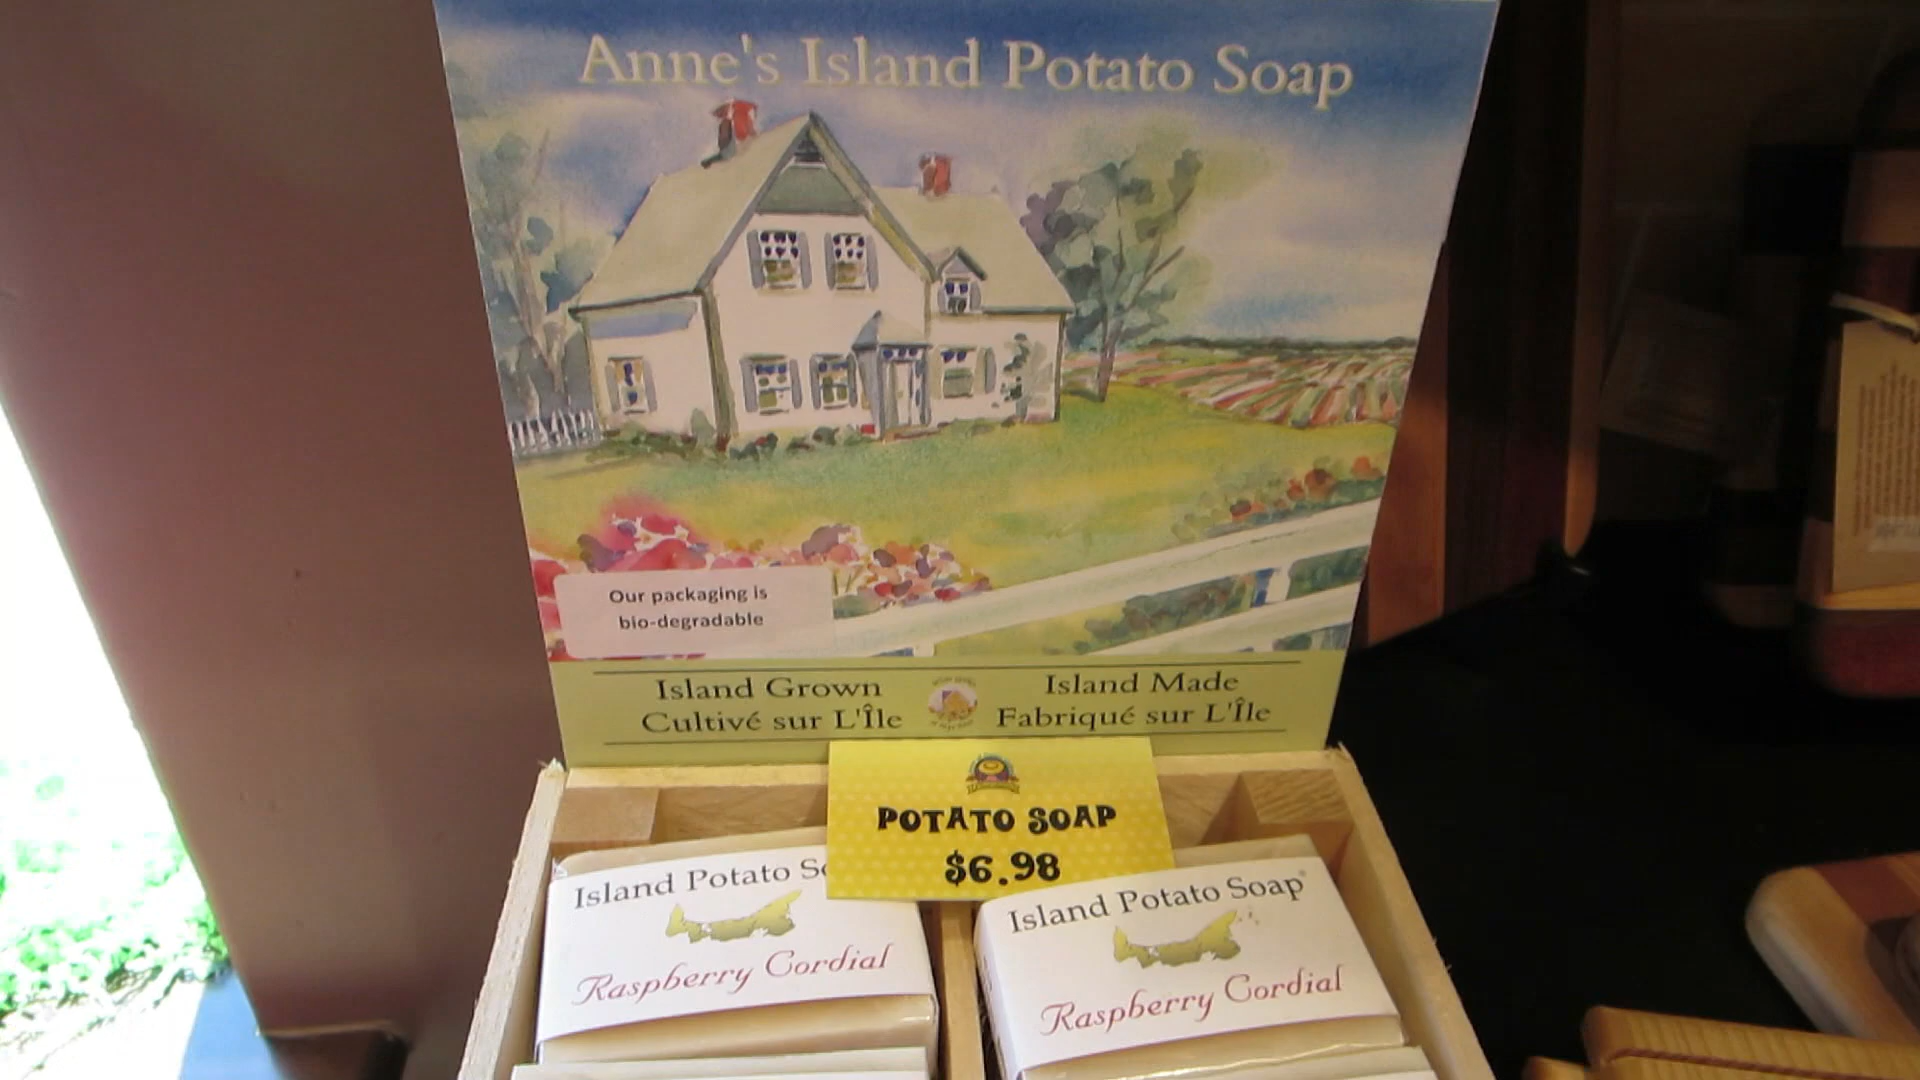 Anne's Island Potato Soap
Our packaging is
bio-degradable
Island Grown
Cultivé sur L'Île
Island Made
Fabriqué sur L'Île
POTATO SOAP
$6.98
Island Potato
Raspberry Cordial
Island Potato Soap
Raspberry Cordial